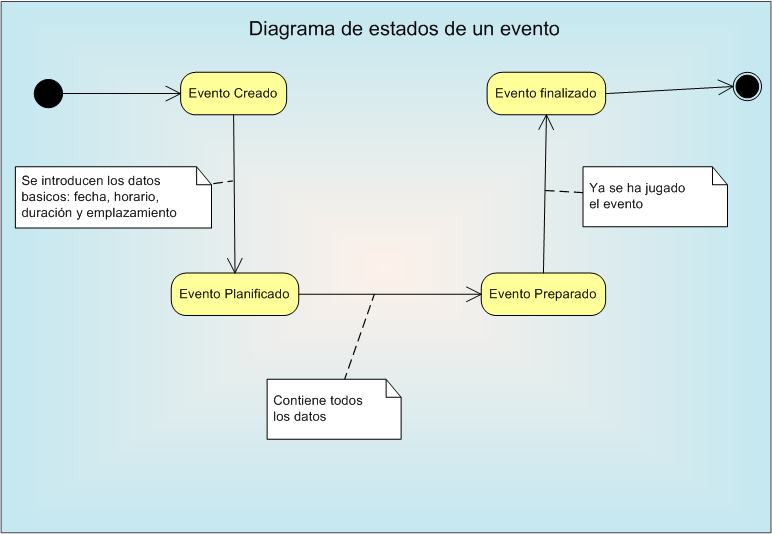 Diagrama de estados de un evento
Evento Creado
Evento finalizado
Se introducen los datos
basicos: fecha, horario,
duración y emplazamiento
Ya se ha jugado
el evento
Evento Planificado
Evento Preparado
Contiene todos
los datos